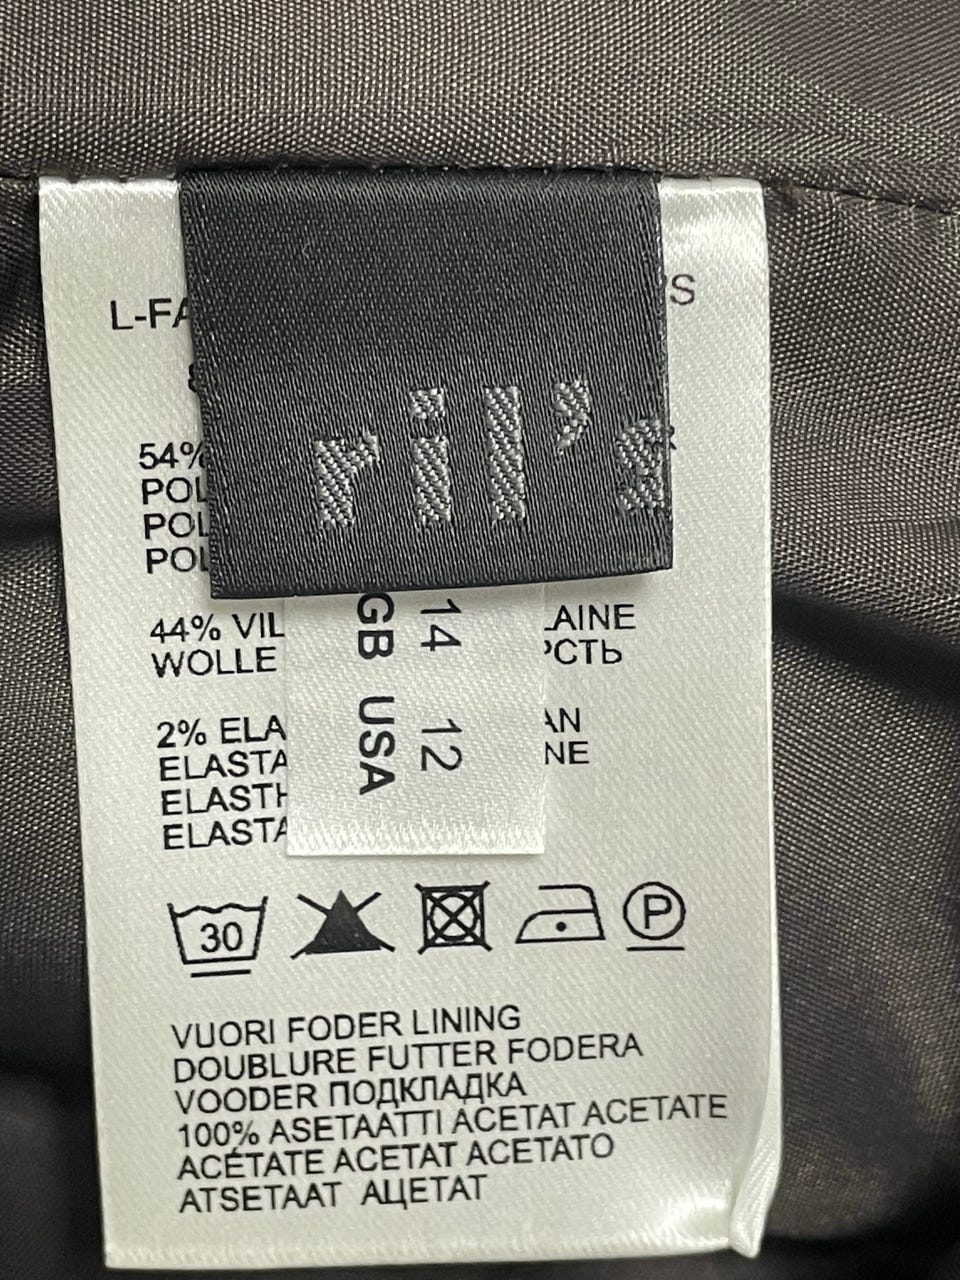 L-FA
'S
ril's
54%
POL
POL
POL
44% VIL
LAINE
WOLLE
РСТЬ
2% ELA
AN
ELASTA
NE
ELASTH
ELASTA
GB USA
14 12
30
P
VUORI FODER LINING
DOUBLURE FUTTER FODERA
VOODER ПОДКЛАДКА
100% ASETAATTI ACETAT ACETATE
ACÉTATE ACETAT ACETATO
ATSETAAT АЦЕТАТ